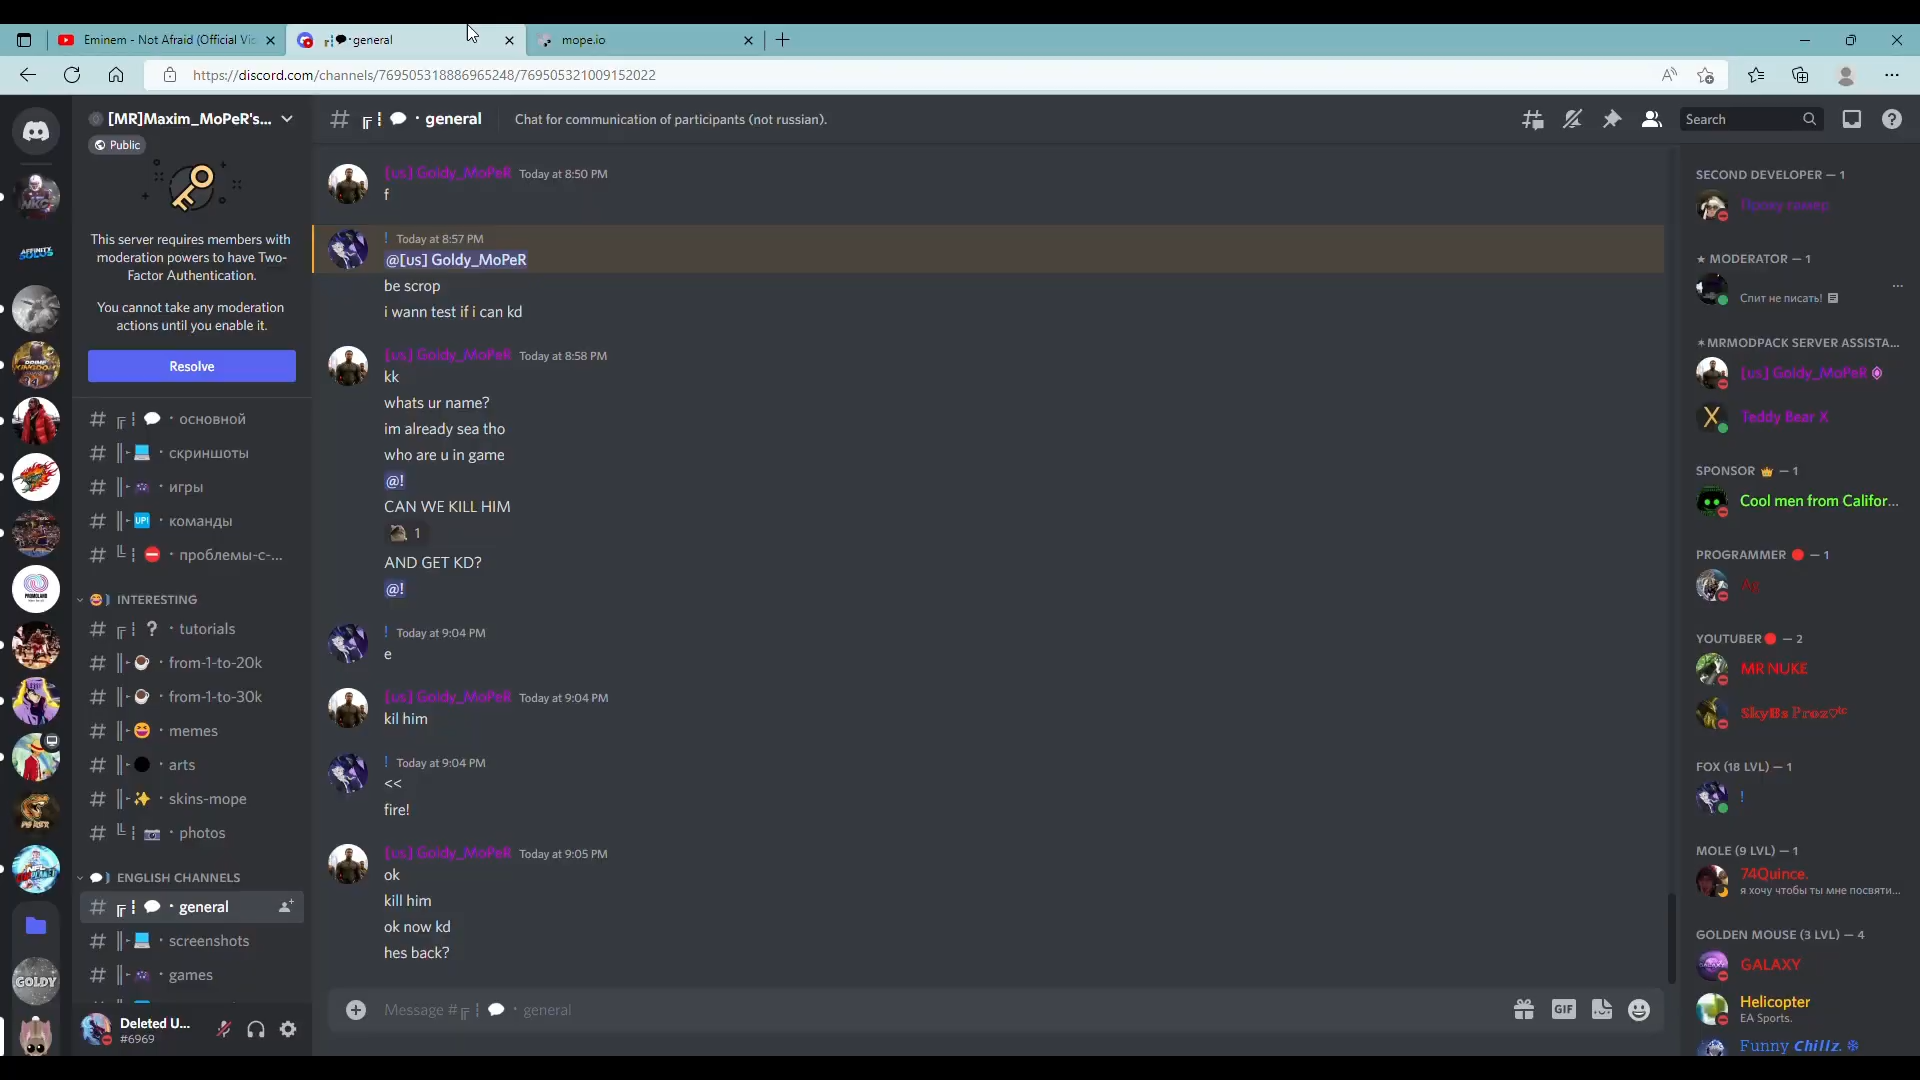 Eminem - Not Afraid (Official Vic
general
mope.io
https://discord.com/channels/769505318886965248/769505321009152022
[MR]Maxim_MoPeR's...
Public
This server requires members with
moderation powers to have Two-
Factor Authentication.
You cannot take any moderation
actions until you enable it.
Resolve
# ╔┆💬・основной
# ║-💻・скриншоты
# ║-🎮・игры
# ║-🆙・команды
# ╚┆⛔・проблемы-с-...
INTERESTING
# ╔┆❓・tutorials
# ║-☕・from-1-to-20k
# ║-☕・from-1-to-30k
# ║-😆・memes
# ║-⚫・arts
# ║-✨・skins-mope
# ╚┆📷・photos
ENGLISH CHANNELS
# ╔┆💬・general
# ║-💻・screenshots
# ║-🎮・games
Deleted U...
#6969
# ╔┆💬・general
Chat for communication of participants (not russian).
Search
[us] Goldy_MoPeR Today at 8:50 PM
f
! Today at 8:57 PM
@[us] Goldy_MoPeR
be scrop
i wann test if i can kd
[us] Goldy_MoPeR Today at 8:58 PM
kk
whats ur name?
im already sea tho
who are u in game
@!
CAN WE KILL HIM
1
AND GET KD?
@!
! Today at 9:04 PM
e
[us] Goldy_MoPeR Today at 9:04 PM
kil him
! Today at 9:04 PM
<<
fire!
[us] Goldy_MoPeR Today at 9:05 PM
ok
kill him
ok now kd
hes back?
Message #╔┆💬・general
GIF
SECOND DEVELOPER — 1
★ MODERATOR — 1
Спит не писать!
✶MRMODPACK SERVER ASSISTA...
[us] Goldy_MoPeR
Teddy Bear X
SPONSOR 👑 — 1
Cool men from Califor...
PROGRAMMER 🔴 — 1
YOUTUBER🔴 — 2
MR NUKE
SkyBs Proz♡
FOX (18 LVL) — 1
!
MOLE (9 LVL) — 1
74Quince.
я хочу чтобы ты мне посвяти...
GOLDEN MOUSE (3 LVL) — 4
GALAXY
Helicopter
EA Sports.
Funny Chillz. ❄
AFFINITY
SOLOS
GOLDY